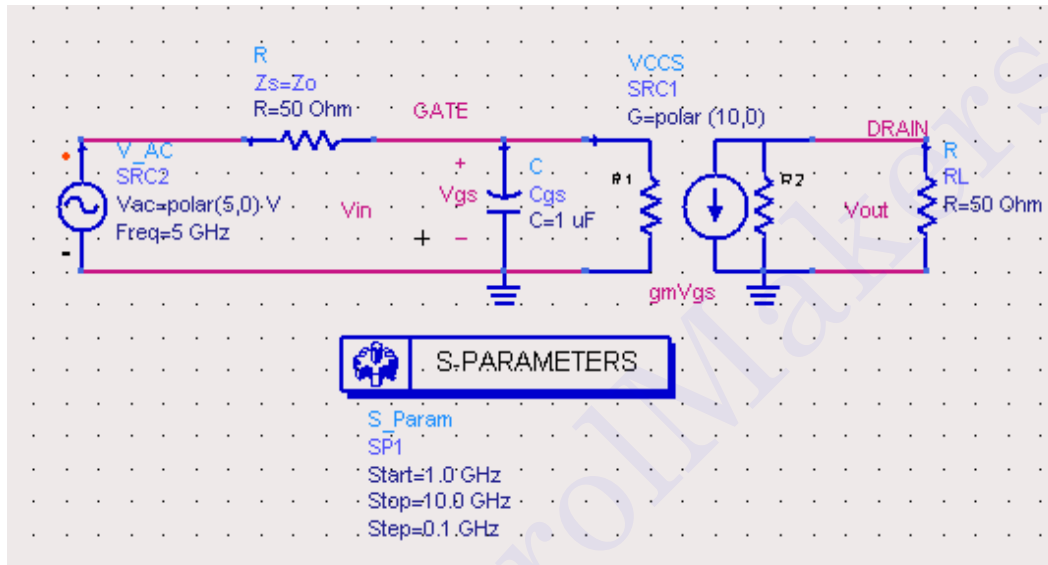 R
Zs=Zo
R=50 Ohm
GATE
VCCS
SRC1
G=polar (10,0)
DRAIN
V_AC
SRC2
Vac=polar(5,0) V
Freq=5 GHz
Vin
+
Vgs
-
+
C
Cgs
C=1 uF
R1
R2
gmVgs
Vout
R
RL
R=50 Ohm
-
S-PARAMETERS
S_Param
SP1
Start=1.0 GHz
Stop=10.0 GHz
Step=0.1 GHz
rolMakers